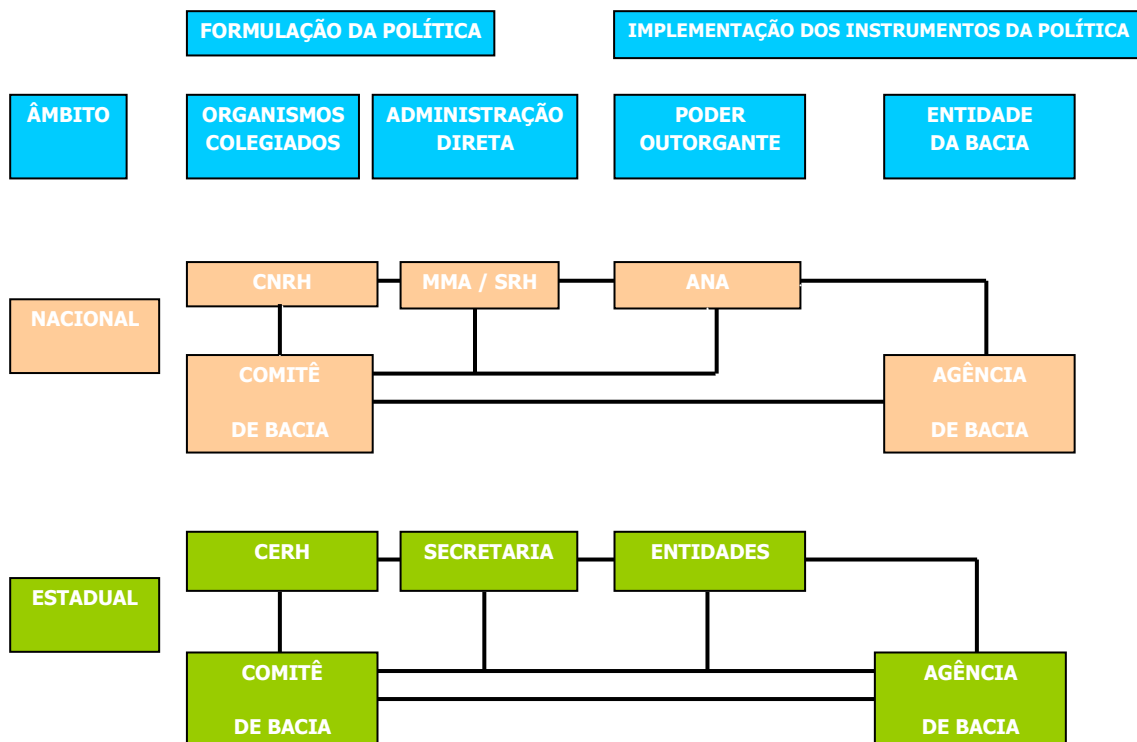 FORMULAÇÃO DA POLÍTICA
IMPLEMENTAÇÃO DOS INSTRUMENTOS DA POLÍTICA
ÂMBITO
ORGANISMOS
COLEGIADOS
ADMINISTRAÇÃO
DIRETA
PODER
OUTORGANTE
ENTIDADE
DA BACIA
NACIONAL
CNRH
MMA / SRH
ANA
COMITÊ
DE BACIA
AGÊNCIA
DE BACIA
ESTADUAL
CERH
SECRETARIA
ENTIDADES
COMITÊ
DE BACIA
AGÊNCIA
DE BACIA